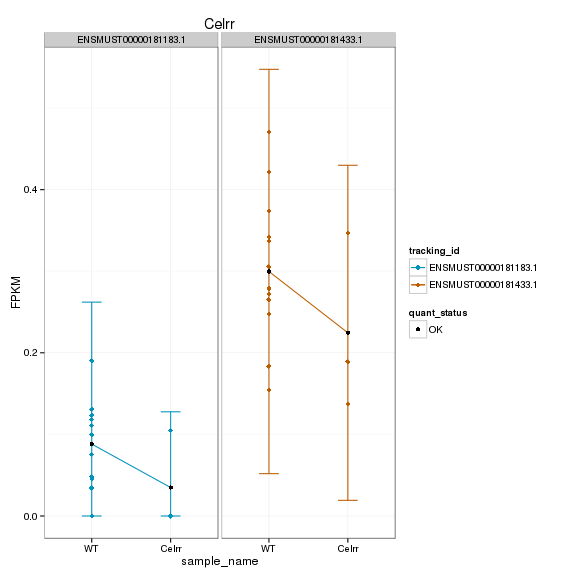 Celrr
ENSMUST00000181183.1
ENSMUST00000181433.1
FPKM
0.4
0.2
0.0
WT
Celrr
WT
Celrr
sample_name
tracking_id
ENSMUST00000181183.1
ENSMUST00000181433.1
quant_status
OK